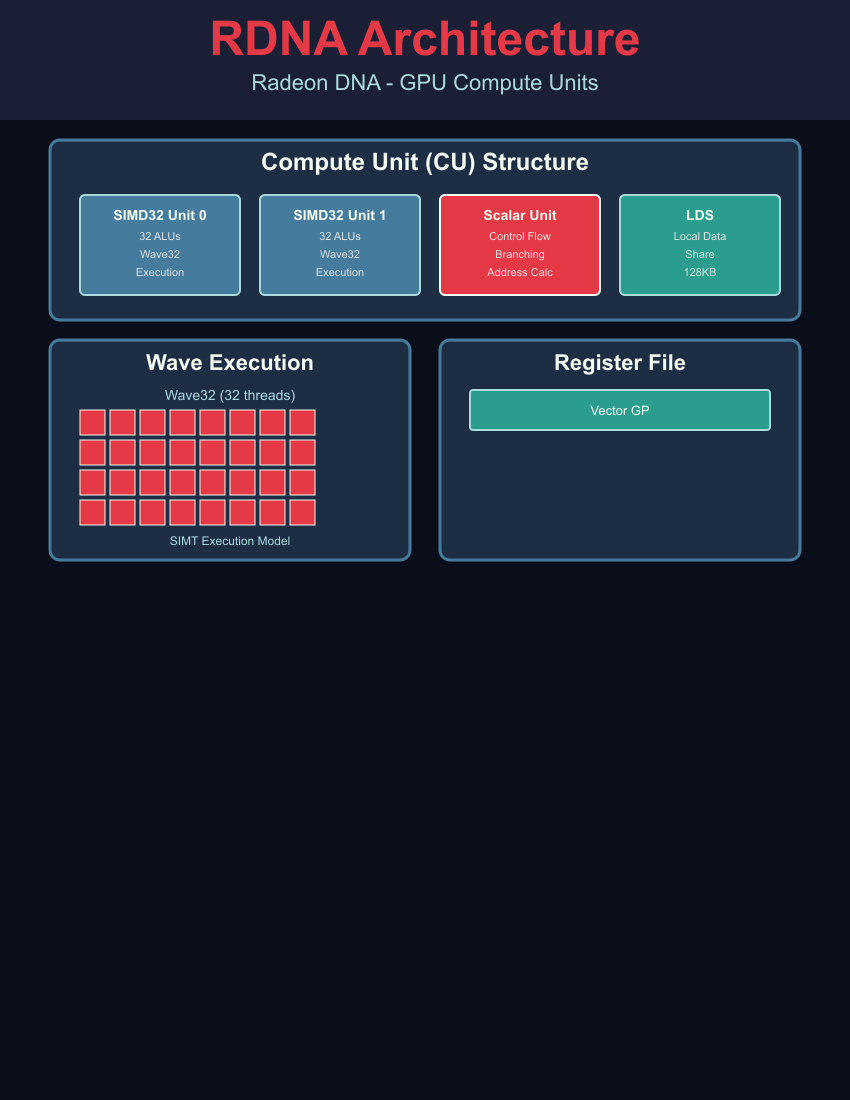 RDNA Architecture
Radeon DNA - GPU Compute Units
Compute Unit (CU) Structure
SIMD32 Unit 0
32 ALUs
Wave32
Execution
SIMD32 Unit 1
32 ALUs
Wave32
Execution
Scalar Unit
Control Flow
Branching
Address Calc
LDS
Local Data
Share
128KB
Wave Execution
Wave32 (32 threads)
SIMT Execution Model
Register File
Vector GP